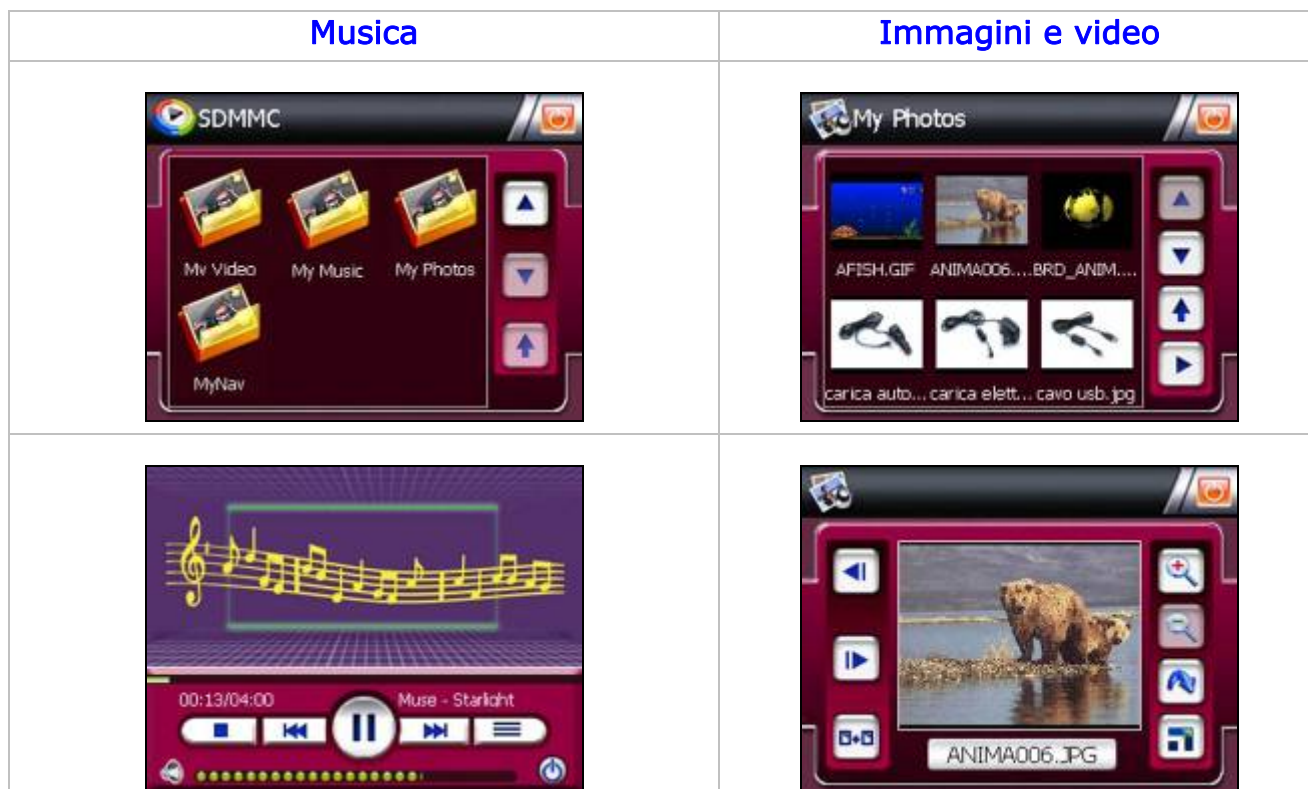 Musica
Immagini e video
SDMMC
My Video My Music My Photos
MyNav
My Photos
AFISH.GIF ANIMA006.... BRD_ANIM....
carica auto... carica elett... cavo usb.jpg
00:13/04:00 Muse - Starlight
ANIMA006.JPG